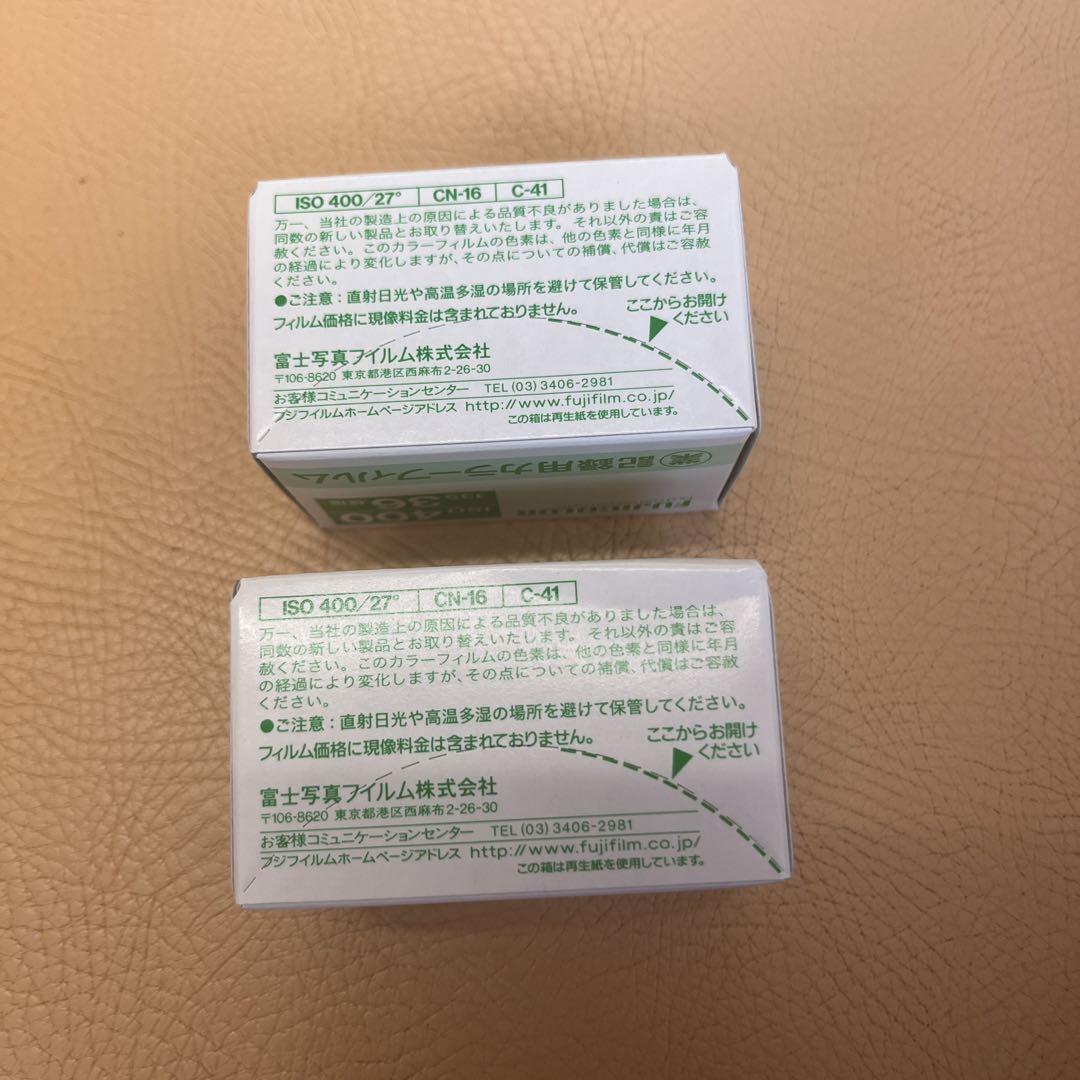 ISO 400/27° CN-16 C-41
万一、当社の製造上の原因による品質不良がありました場合は、
同数の新しい製品とお取り替えいたします。それ以外の責はご容
赦ください。このカラーフィルムの色素は、他の色素と同様に年月
の経過により変化しますが、その点についての補償、代償はご容赦
ください。
●ご注意：直射日光や高温多湿の場所を避けて保管してください。
フィルム価格に現像料金は含まれておりません。
ここからお開け
ください
富士写真フイルム株式会社
〒106-8620 東京都港区西麻布2-26-30
お客様コミュニケーションセンター TEL (03) 3406-2981
フジフイルムホームページアドレス http://www.fujifilm.co.jp/
この箱は再生紙を使用しています。
業 記録用カラーフィルム
FUJICOLOR
ISO 400
135 36
ISO 400/27° CN-16 C-41
万一、当社の製造上の原因による品質不良がありました場合は、
同数の新しい製品とお取り替えいたします。それ以外の責はご容
赦ください。このカラーフィルムの色素は、他の色素と同様に年月
の経過により変化しますが、その点についての補償、代償はご容赦
ください。
●ご注意：直射日光や高温多湿の場所を避けて保管してください。
フィルム価格に現像料金は含まれておりません。
ここからお開け
ください
富士写真フイルム株式会社
〒106-8620 東京都港区西麻布2-26-30
お客様コミュニケーションセンター TEL (03) 3406-2981
フジフイルムホームページアドレス http://www.fujifilm.co.jp/
この箱は再生紙を使用しています。